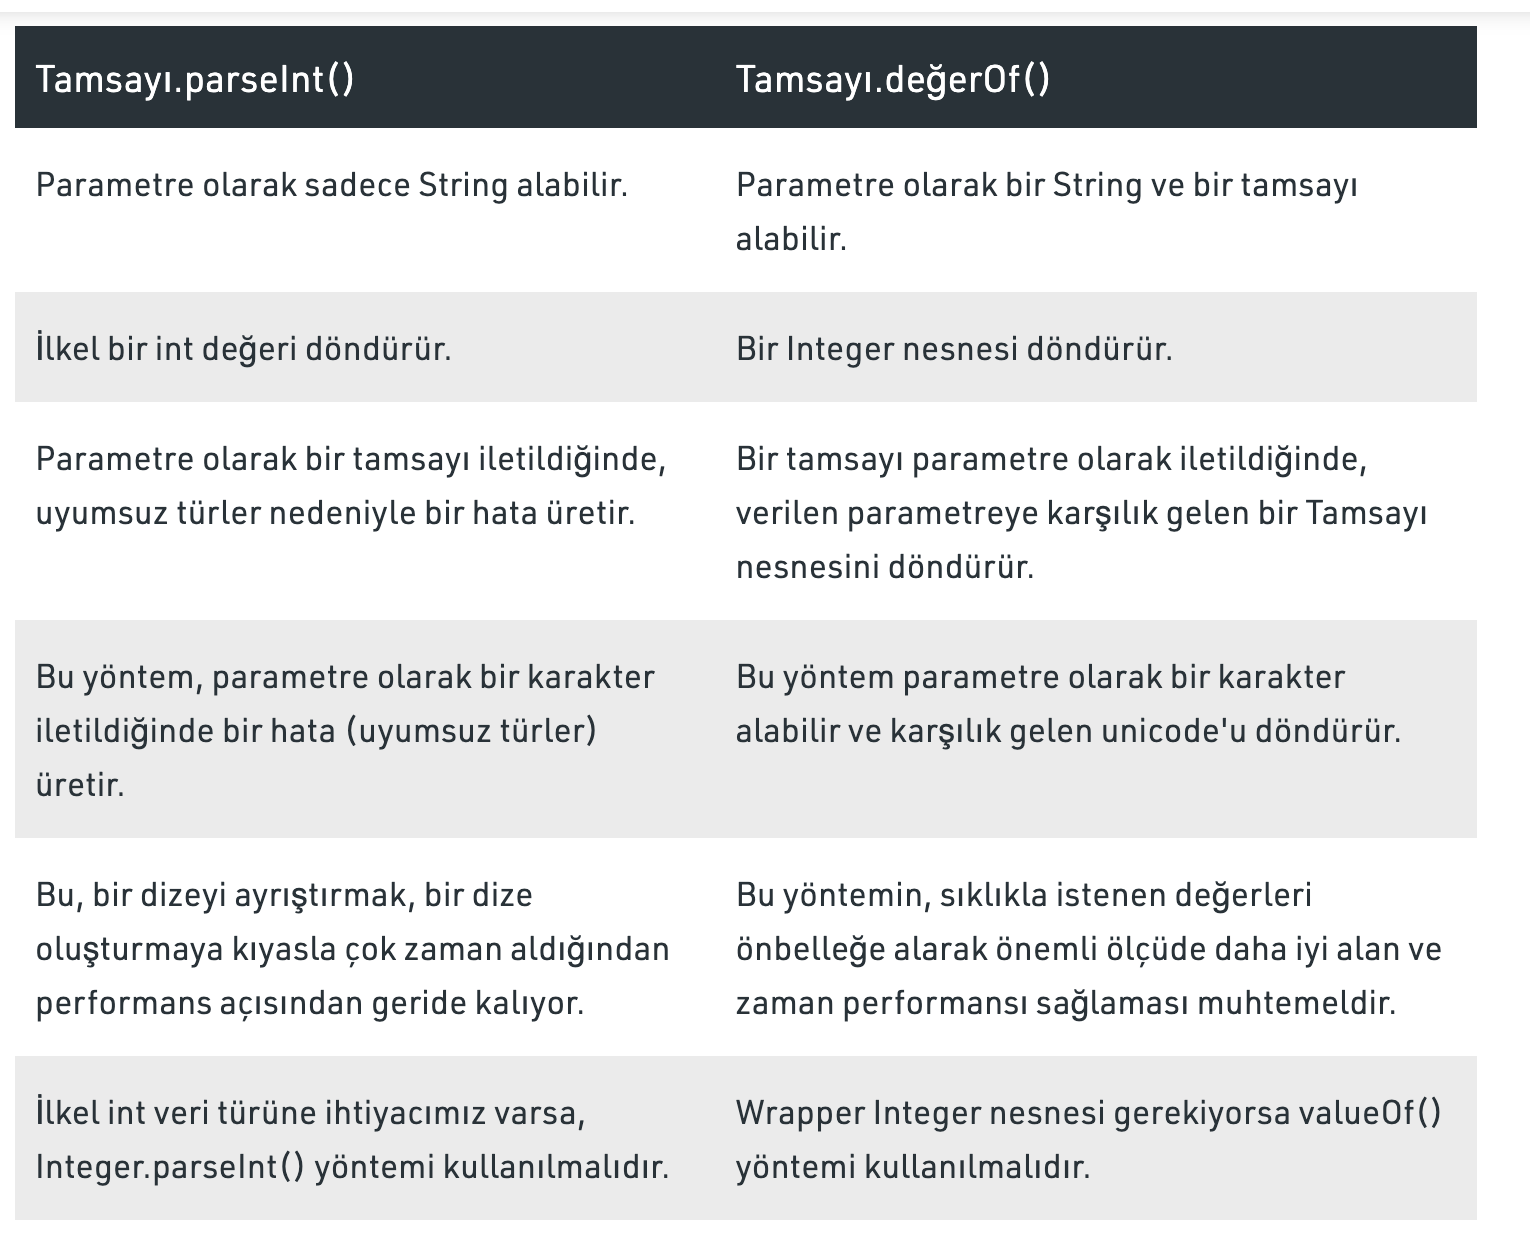 Tamsayı.parseInt()
Tamsayı.değerOf()
Parametre olarak sadece String alabilir.
Parametre olarak bir String ve bir tamsayı
alabilir.
İlkel bir int değeri döndürür.
Bir Integer nesnesi döndürür.
Parametre olarak bir tamsayı iletildiğinde,
uyumsuz türler nedeniyle bir hata üretir.
Bir tamsayı parametre olarak iletildiğinde,
verilen parametreye karşılık gelen bir Tamsayı
nesnesini döndürür.
Bu yöntem, parametre olarak bir karakter
iletildiğinde bir hata (uyumsuz türler)
üretir.
Bu yöntem parametre olarak bir karakter
alabilir ve karşılık gelen unicode'u döndürür.
Bu, bir dizeyi ayrıştırmak, bir dize
oluşturmaya kıyasla çok zaman aldığından
performans açısından geride kalıyor.
Bu yöntemin, sıklıkla istenen değerleri
önbelleğe alarak önemli ölçüde daha iyi alan ve
zaman performansı sağlaması muhtemeldir.
İlkel int veri türüne ihtiyacımız varsa,
Integer.parseInt() yöntemi kullanılmalıdır.
Wrapper Integer nesnesi gerekiyorsa valueOf()
yöntemi kullanılmalıdır.